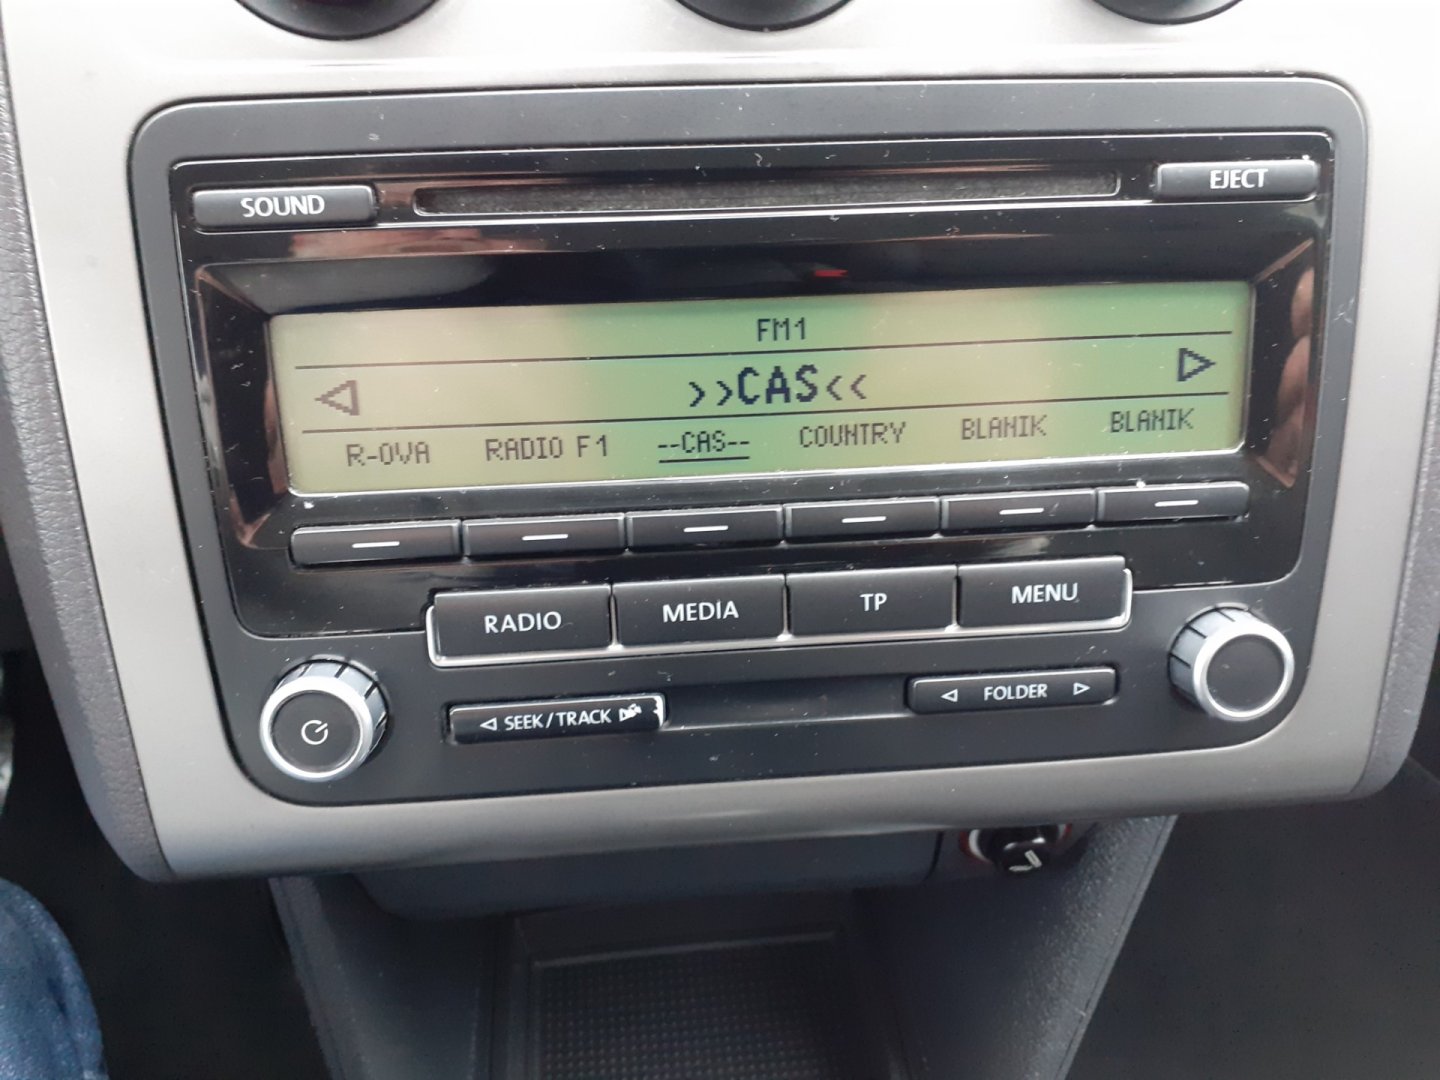 SOUND EJECT
FM1
>>CAS<<
R-OVA RADIO F1 --CAS-- COUNTRY BLANIK BLANIK
RADIO MEDIA TP MENU
SEEK/TRACK FOLDER